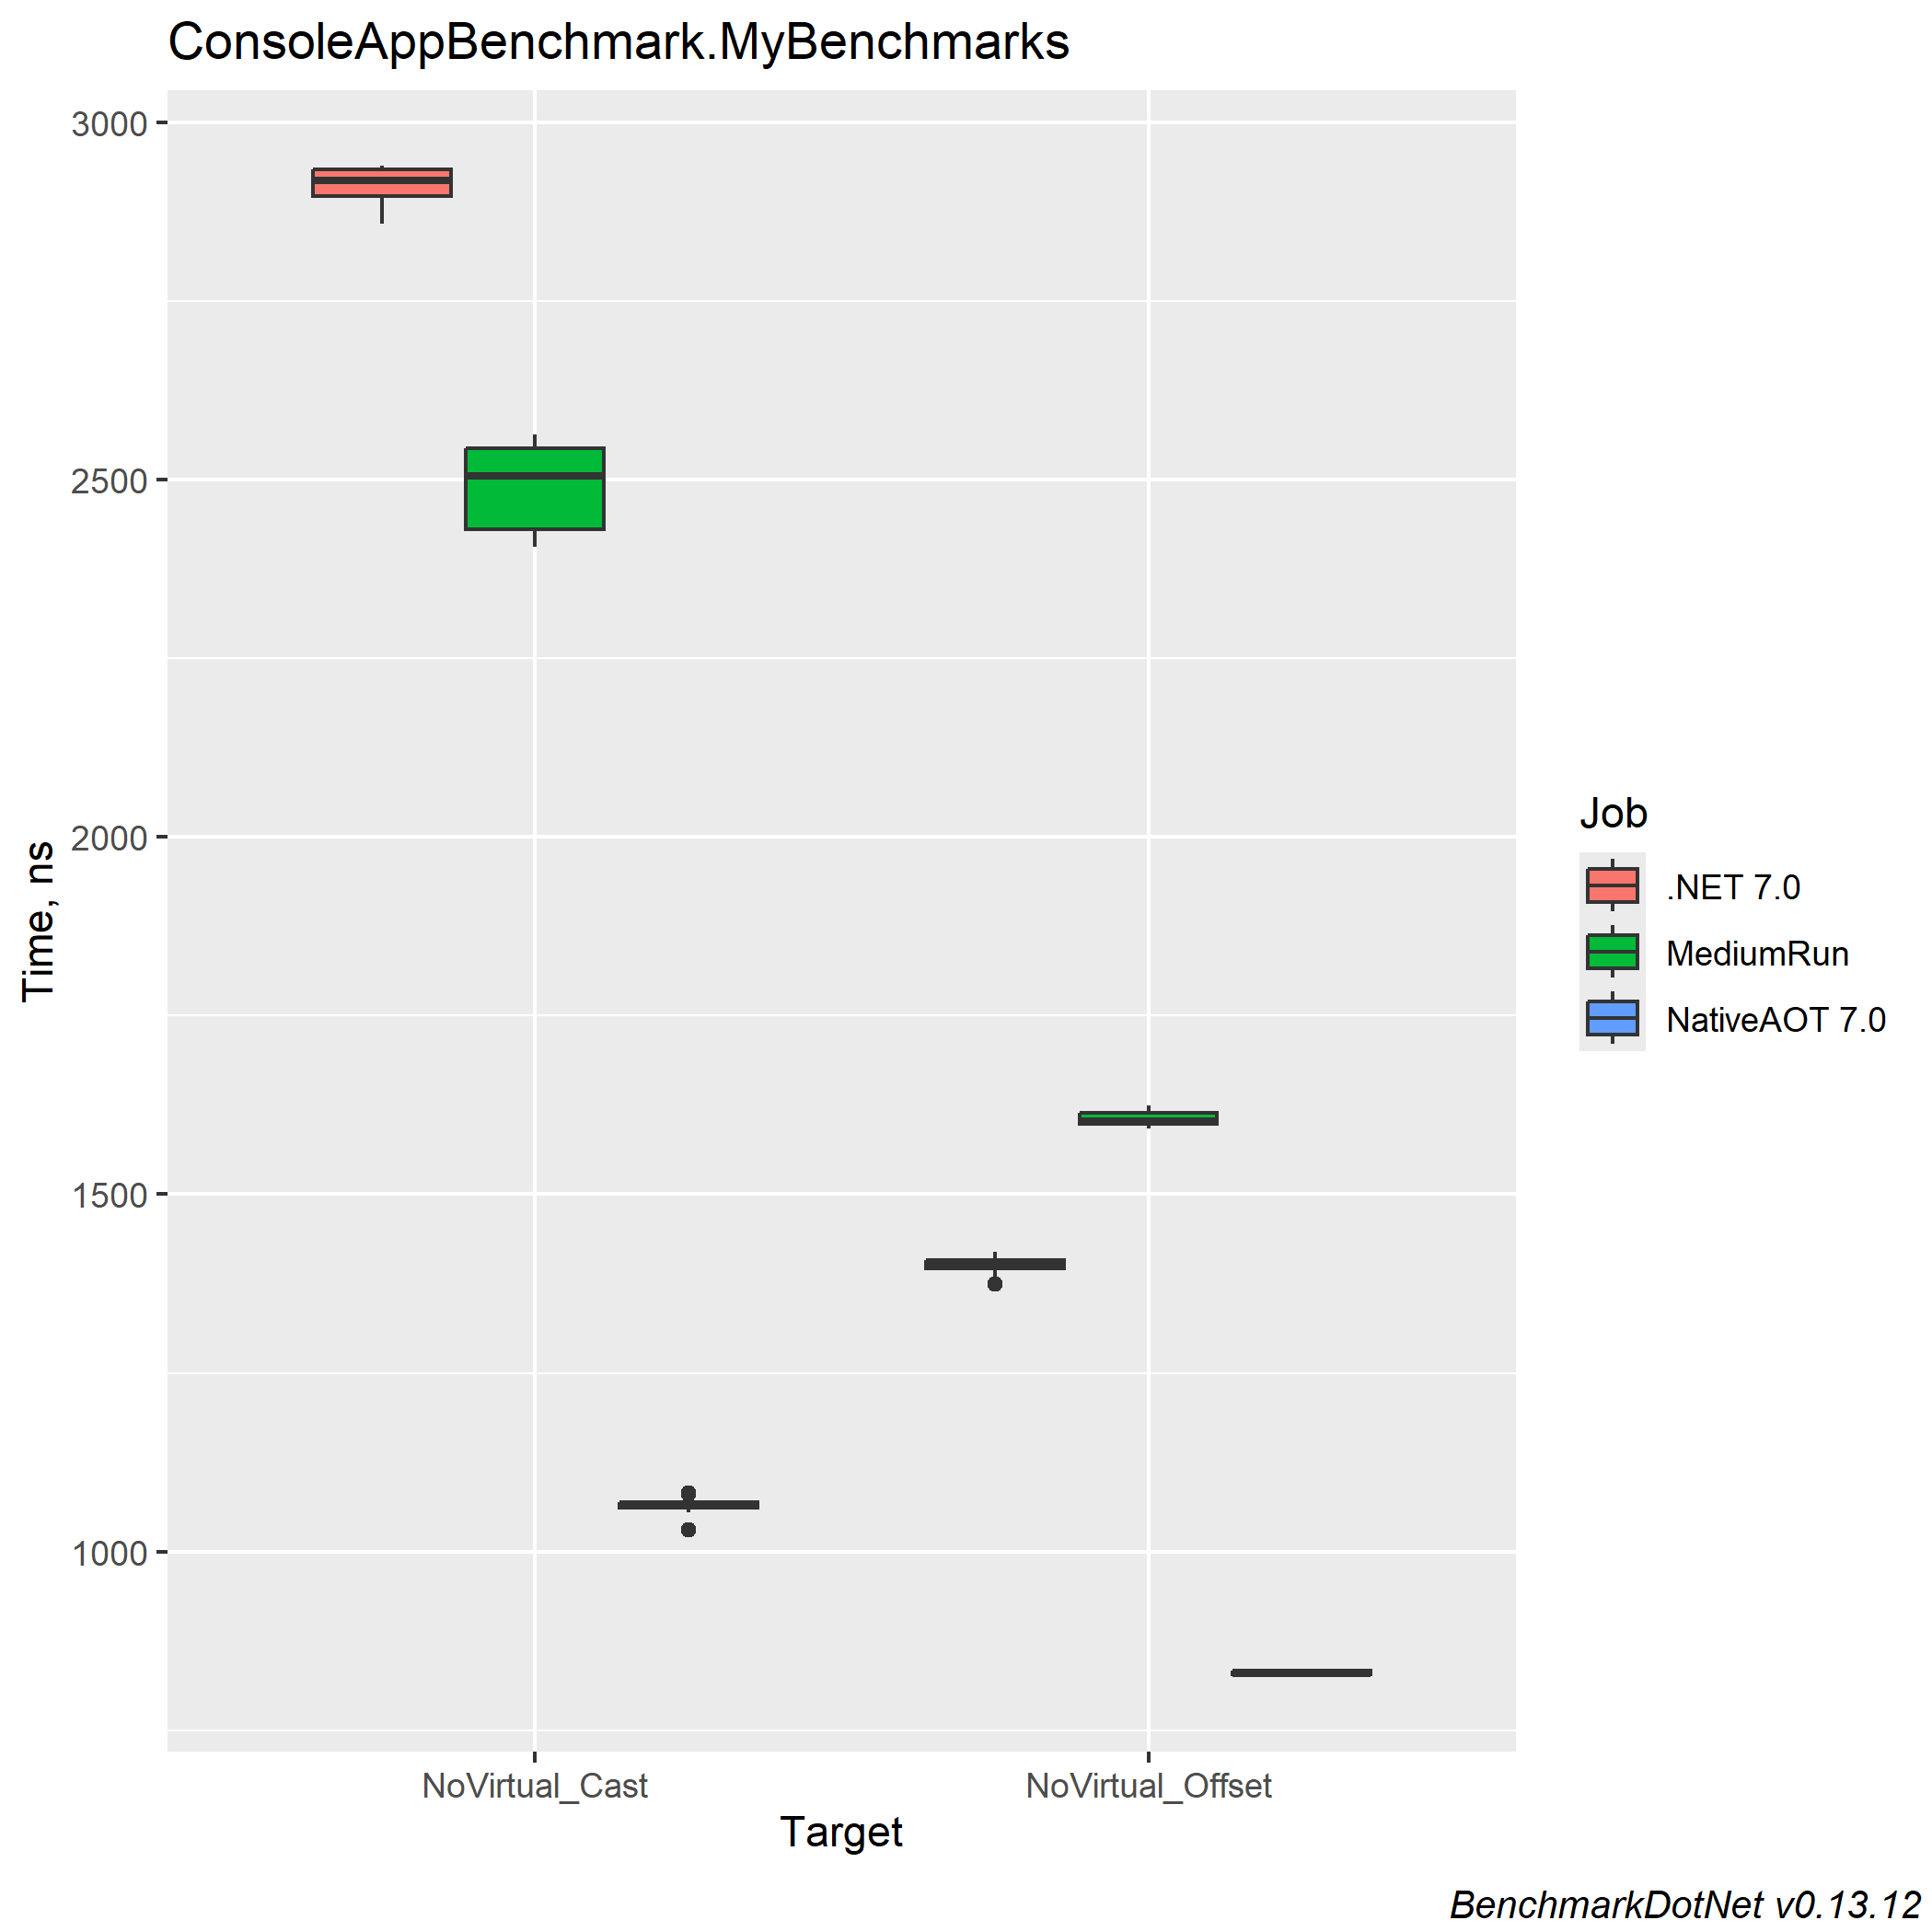 ConsoleAppBenchmark.MyBenchmarks
3000
2500
2000
1500
1000
Time, ns
NoVirtual_Cast
NoVirtual_Offset
Target
Job
.NET 7.0
MediumRun
NativeAOT 7.0
BenchmarkDotNet v0.13.12